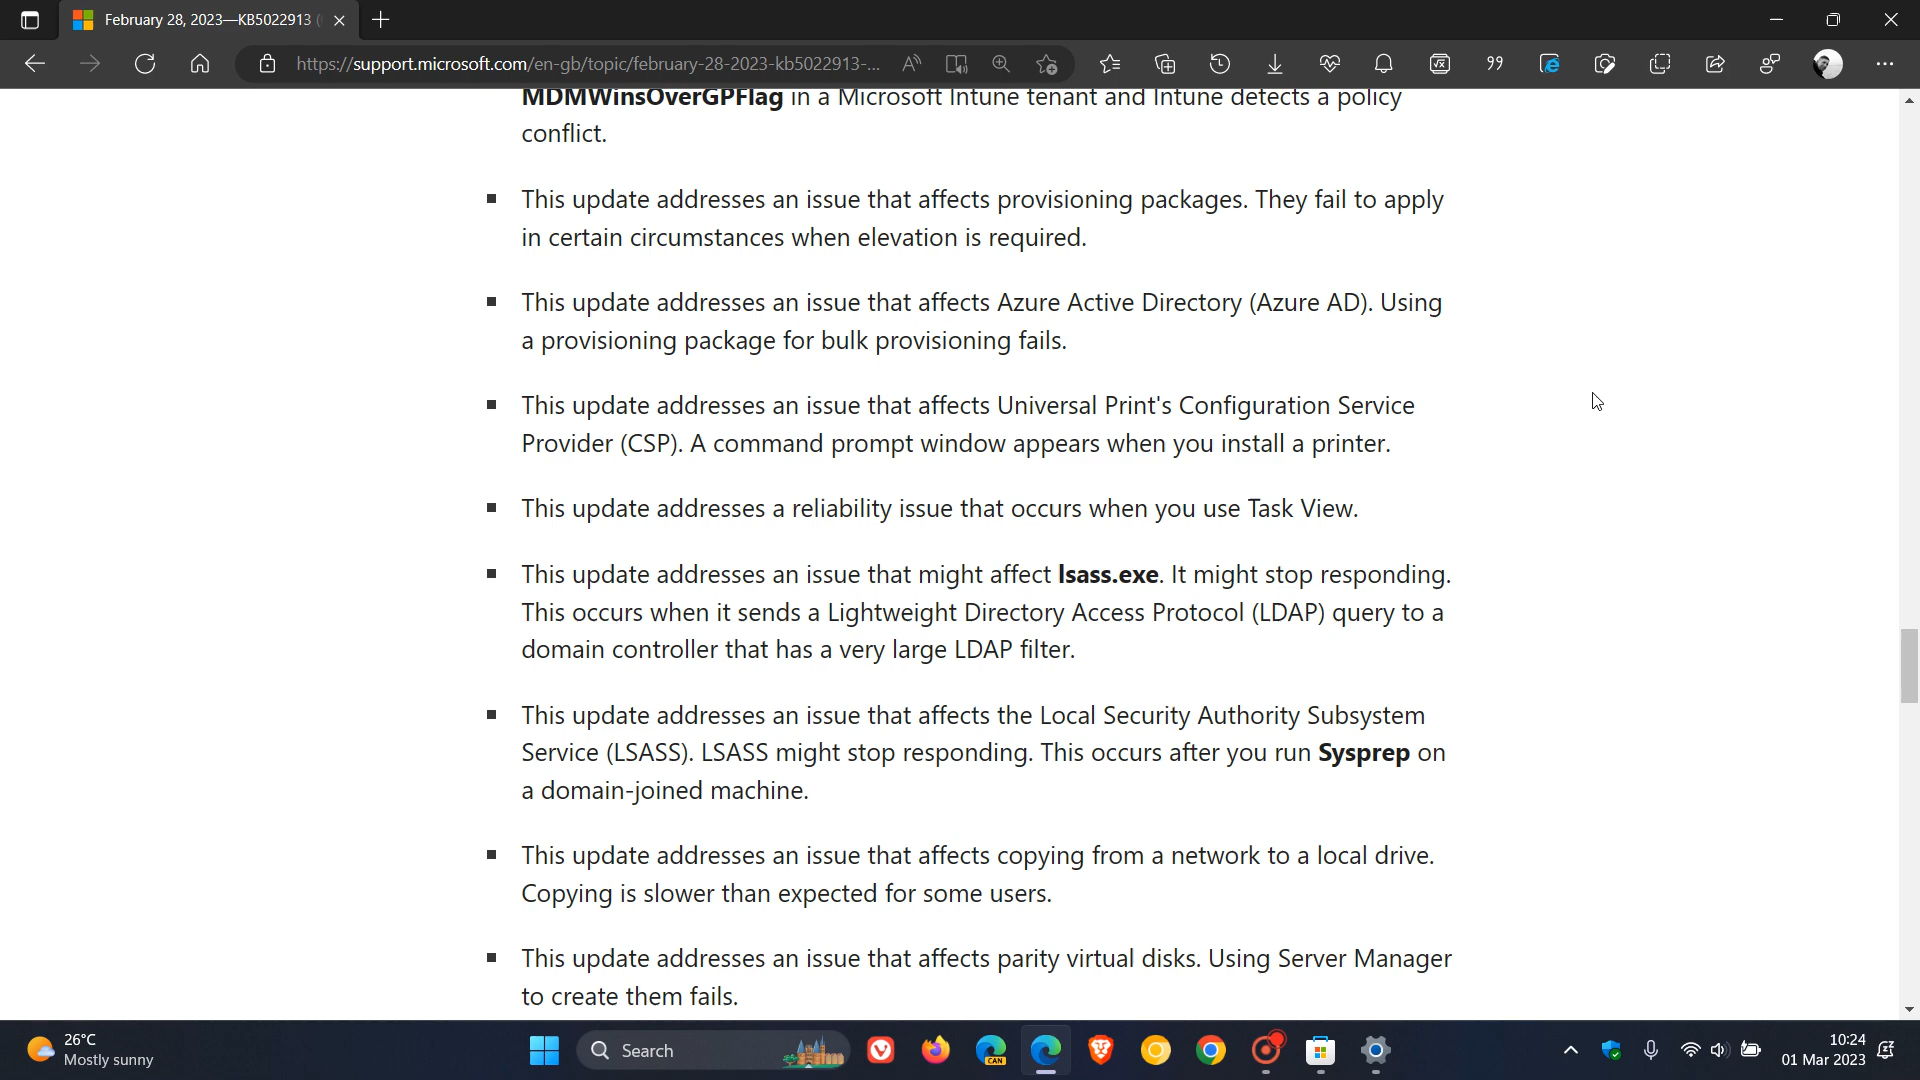 February 28, 2023—KB5022913 (
https://support.microsoft.com/en-gb/topic/february-28-2023-kb5022913-...
MDMWinsOverGPFlag in a Microsoft Intune tenant and Intune detects a policy
conflict.
This update addresses an issue that affects provisioning packages. They fail to apply
in certain circumstances when elevation is required.
This update addresses an issue that affects Azure Active Directory (Azure AD). Using
a provisioning package for bulk provisioning fails.
This update addresses an issue that affects Universal Print's Configuration Service
Provider (CSP). A command prompt window appears when you install a printer.
This update addresses a reliability issue that occurs when you use Task View.
This update addresses an issue that might affect lsass.exe. It might stop responding.
This occurs when it sends a Lightweight Directory Access Protocol (LDAP) query to a
domain controller that has a very large LDAP filter.
This update addresses an issue that affects the Local Security Authority Subsystem
Service (LSASS). LSASS might stop responding. This occurs after you run Sysprep on
a domain-joined machine.
This update addresses an issue that affects copying from a network to a local drive.
Copying is slower than expected for some users.
This update addresses an issue that affects parity virtual disks. Using Server Manager
to create them fails.
26°C
Mostly sunny
Search
CAN
10:24
01 Mar 2023